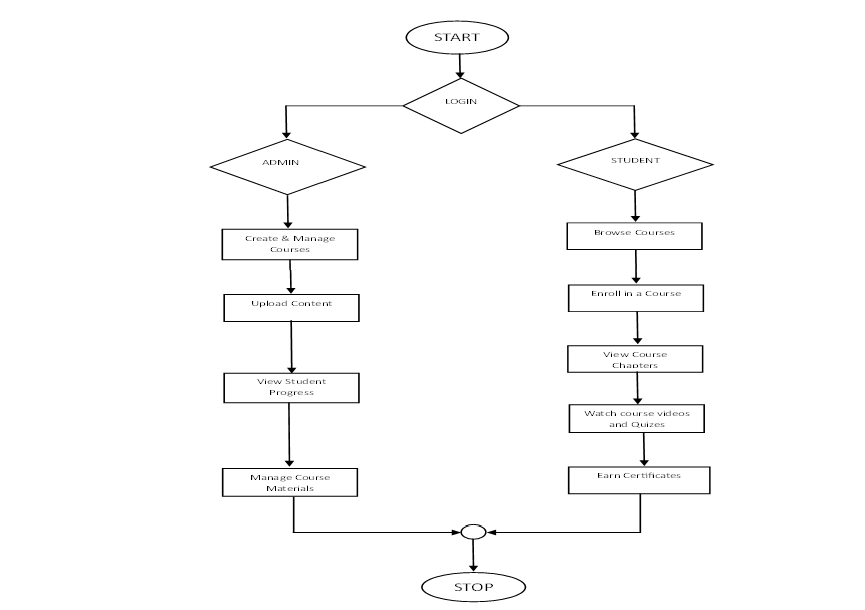 START
LOGIN
ADMIN
STUDENT
Create & Manage
Courses
Upload Content
View Student
Progress
Manage Course
Materials
Browse Courses
Enroll in a Course
View Course
Chapters
Watch course videos
and Quizes
Earn Certificates
STOP